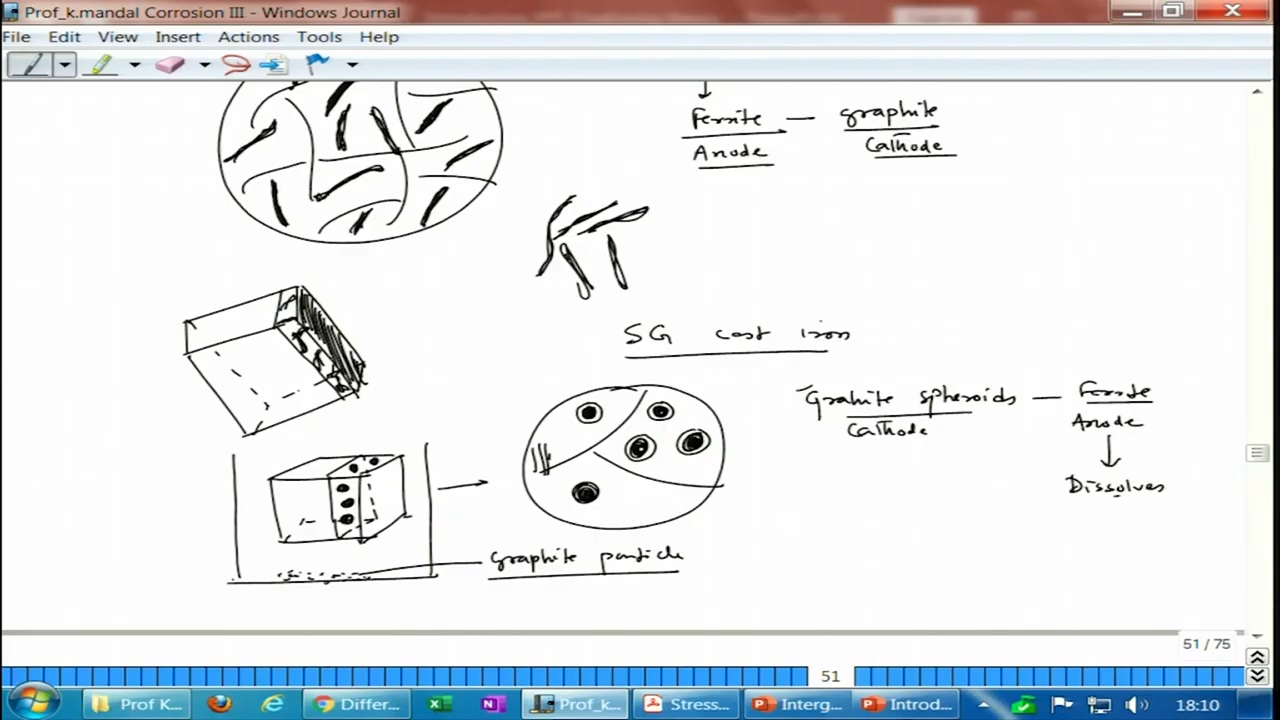 Prof_k.mandal Corrosion III - Windows Journal
File Edit View Insert Actions Tools Help
Ferrite — graphite
Anode Cathode
SG cast iron
Grahite spheroids — Ferrite
Cathode Anode
Dissolves
Graphite particle
51 / 75
51
Prof K... Differ... Prof_k... Stress... Interg... Introd... 18:10